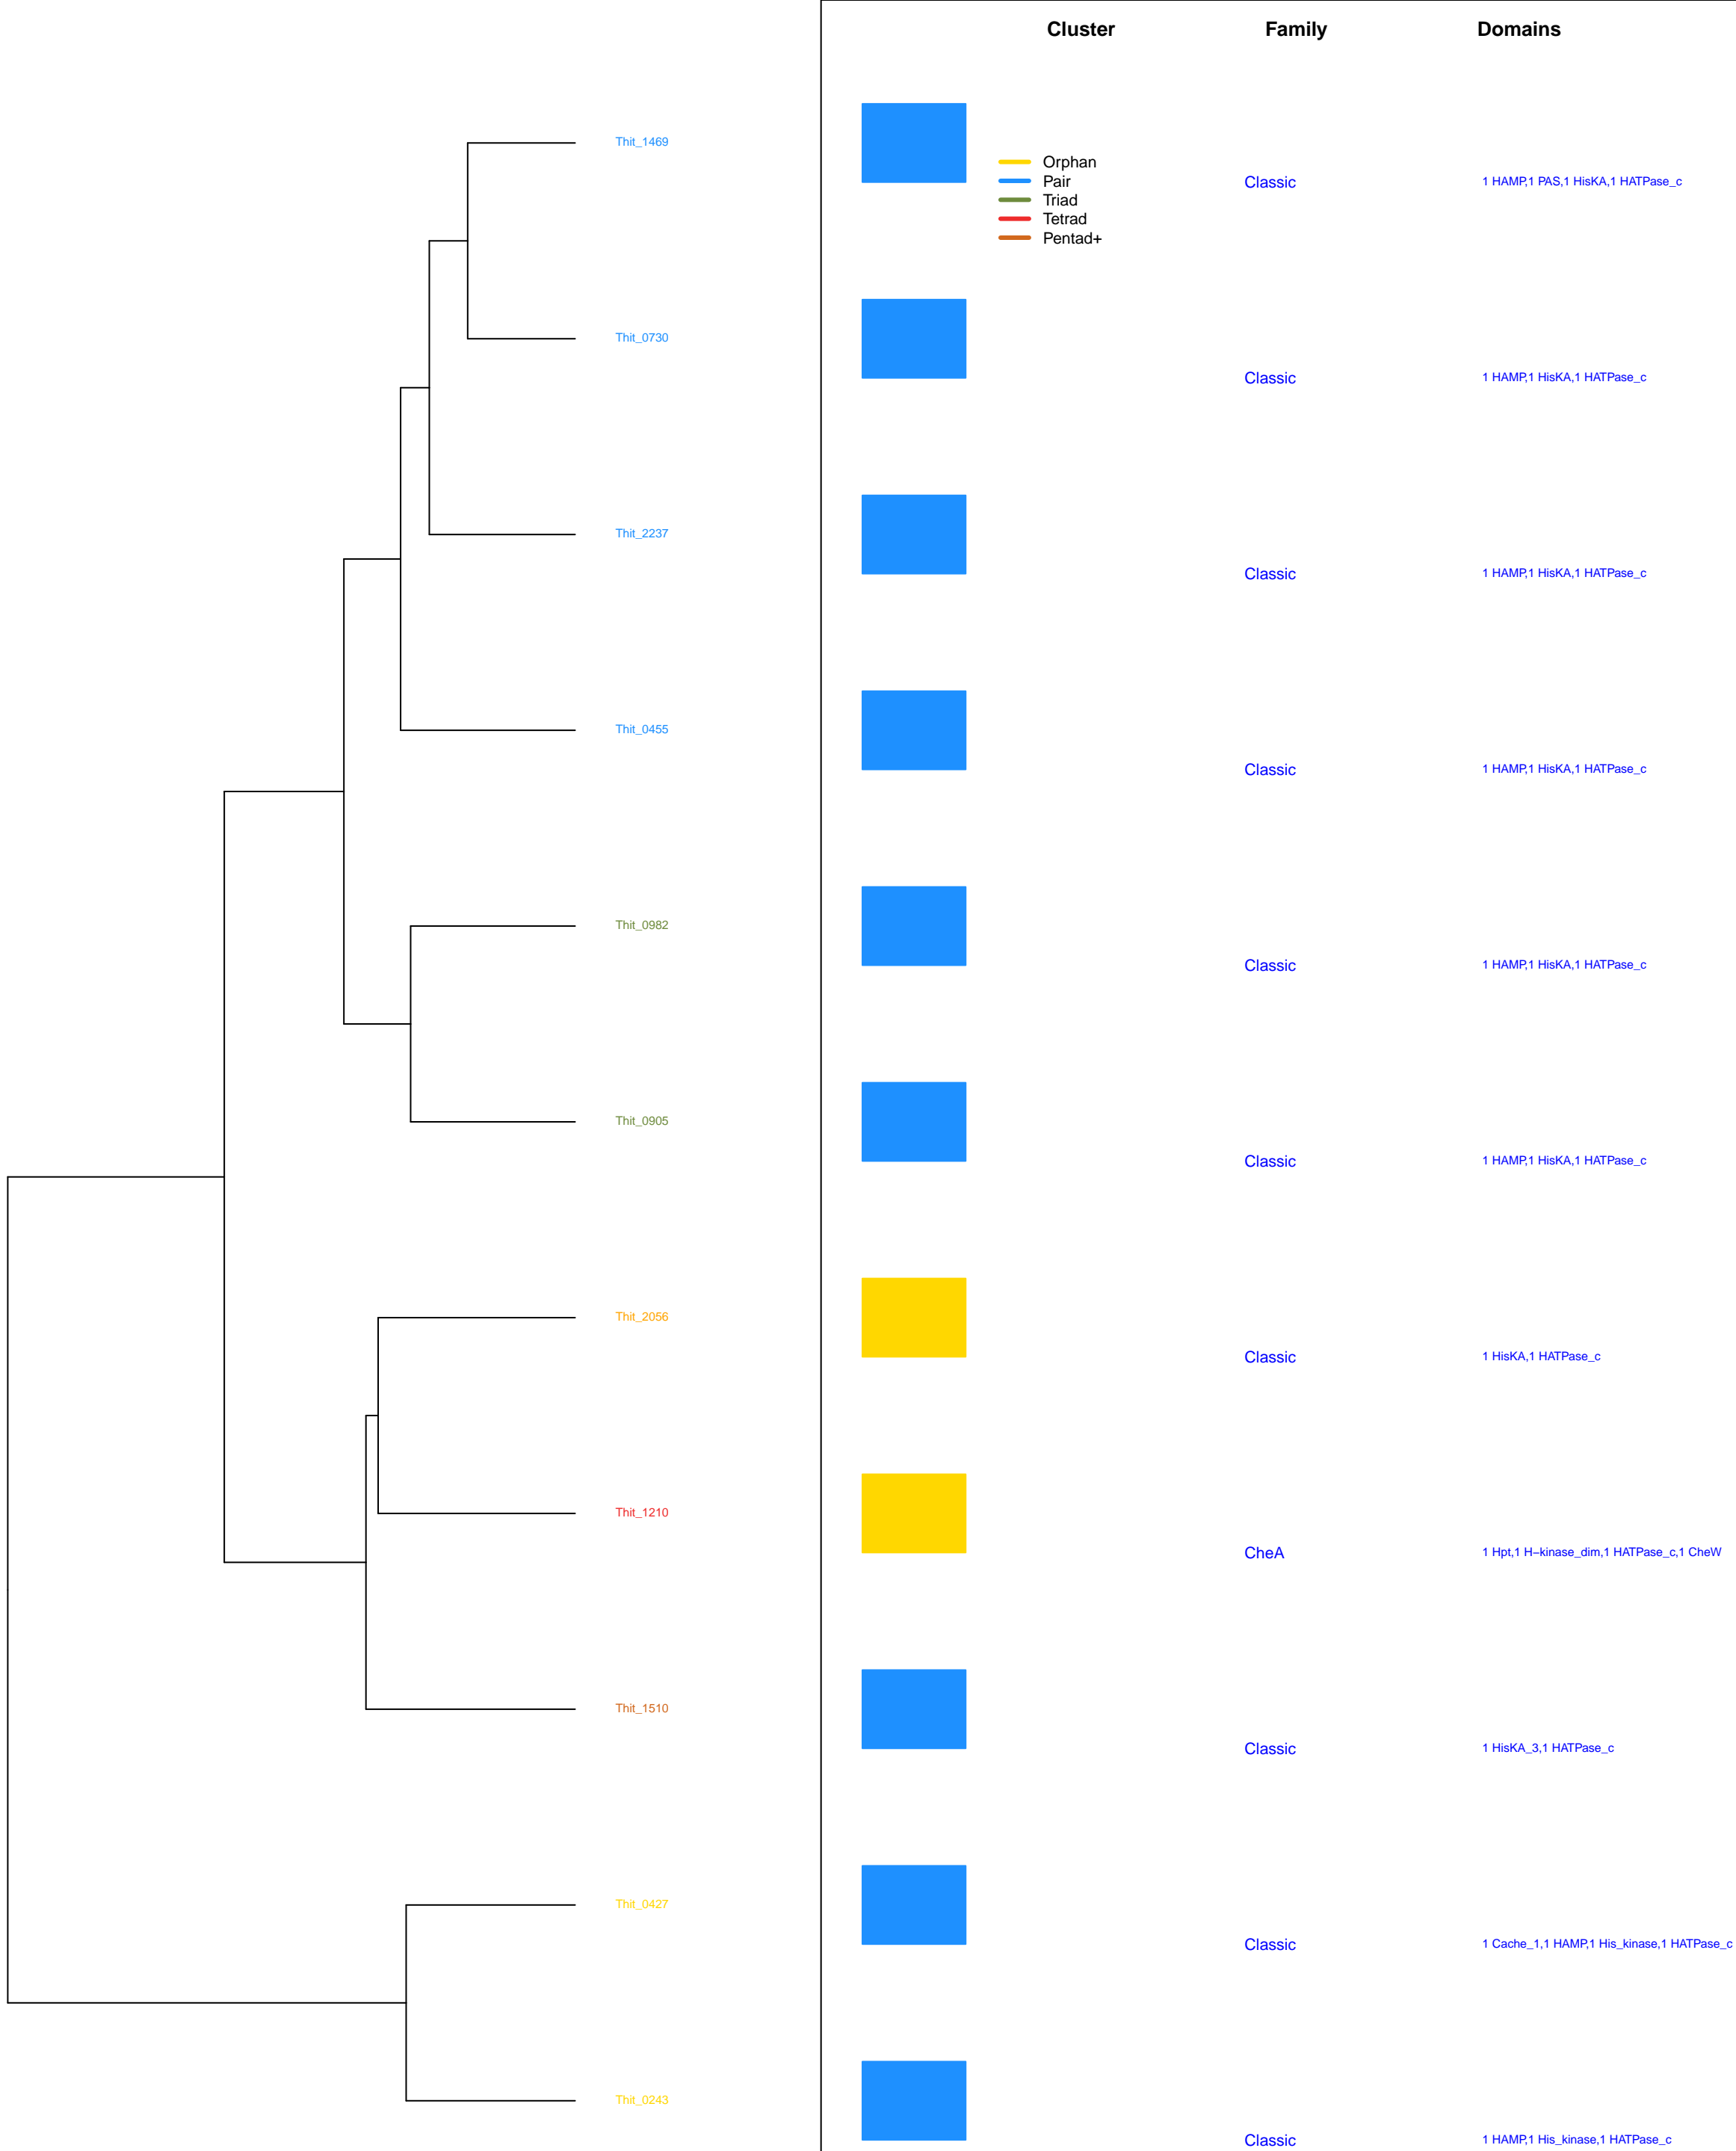 Cluster Family Domains
Thit_1469
Orphan
Pair
Triad
Tetrad
Pentad+
Classic 1 HAMP,1 PAS,1 HisKA,1 HATPase_c
Thit_0730
Classic 1 HAMP,1 HisKA,1 HATPase_c
Thit_2237
Classic 1 HAMP,1 HisKA,1 HATPase_c
Thit_0455
Classic 1 HAMP,1 HisKA,1 HATPase_c
Thit_0982
Classic 1 HAMP,1 HisKA,1 HATPase_c
Thit_0905
Classic 1 HAMP,1 HisKA,1 HATPase_c
Thit_2056
Classic 1 HisKA,1 HATPase_c
Thit_1210
CheA 1 Hpt,1 H−kinase_dim,1 HATPase_c,1 CheW
Thit_1510
Classic 1 HisKA_3,1 HATPase_c
Thit_0427
Classic 1 Cache_1,1 HAMP,1 His_kinase,1 HATPase_c
Thit_0243
Classic 1 HAMP,1 His_kinase,1 HATPase_c